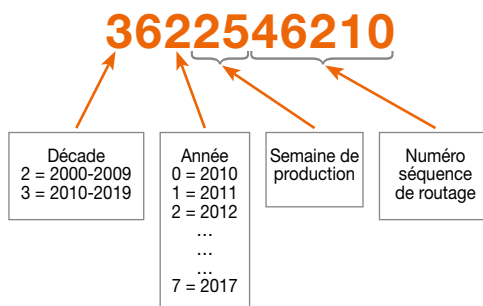 3622546210
Décade
2 = 2000-2009
3 = 2010-2019
Année
0 = 2010
1 = 2011
2 = 2012
...
...
...
7 = 2017
Semaine de
production
Numéro
séquence
de routage